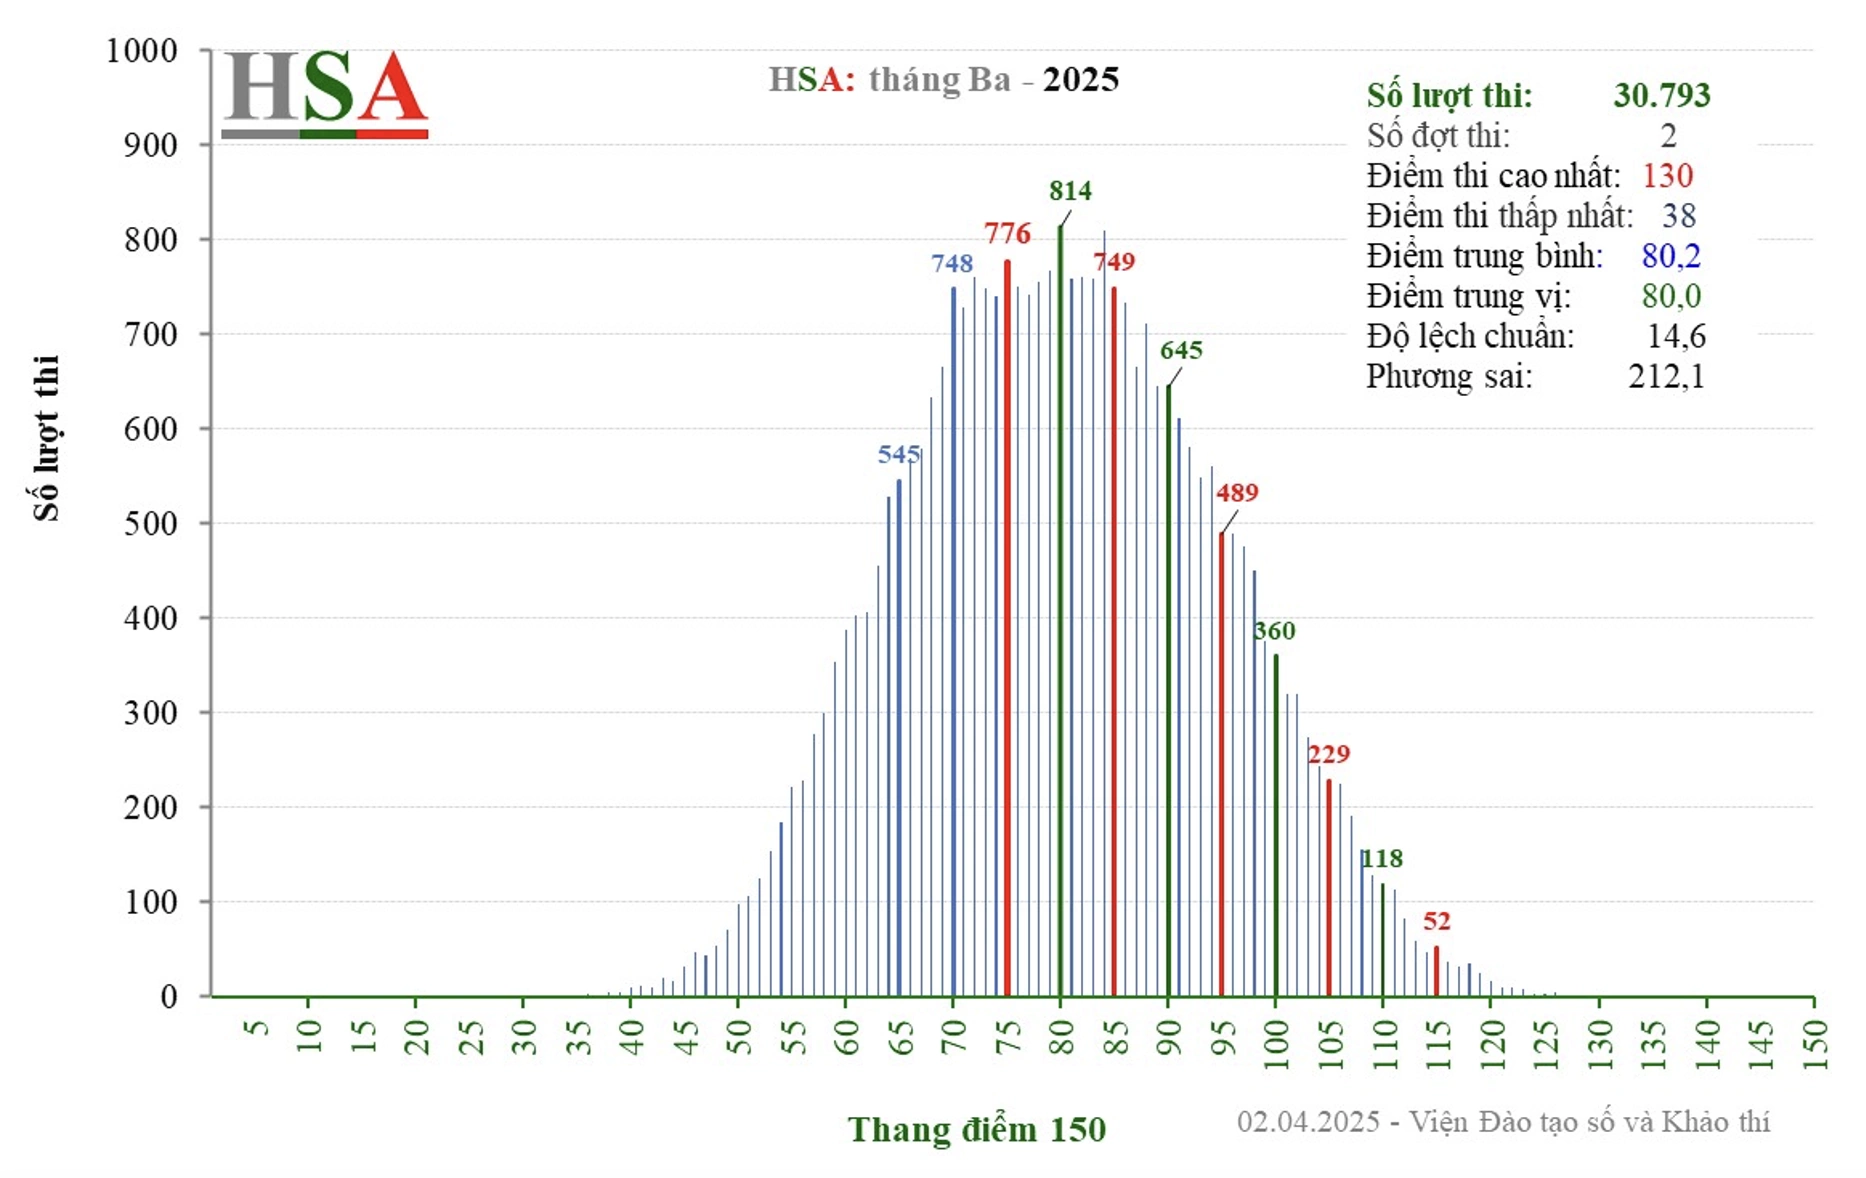 HSA
HSA: tháng Ba - 2025
Số lượt thi: 30.793
Số đợt thi: 2
Điểm thi cao nhất: 130
Điểm thi thấp nhất: 38
Điểm trung bình: 80,2
Điểm trung vị: 80,0
Độ lệch chuẩn: 14,6
Phương sai: 212,1
Số lượt thi
1000
900
800
700
600
500
400
300
200
100
0
545
748
776
814
749
645
489
360
229
118
52
5 10 15 20 25 30 35 40 45 50 55 60 65 70 75 80 85 90 95 100 105 110 115 120 125 130 135 140 145 150
Thang điểm 150
02.04.2025 - Viện Đào tạo số và Khảo thí